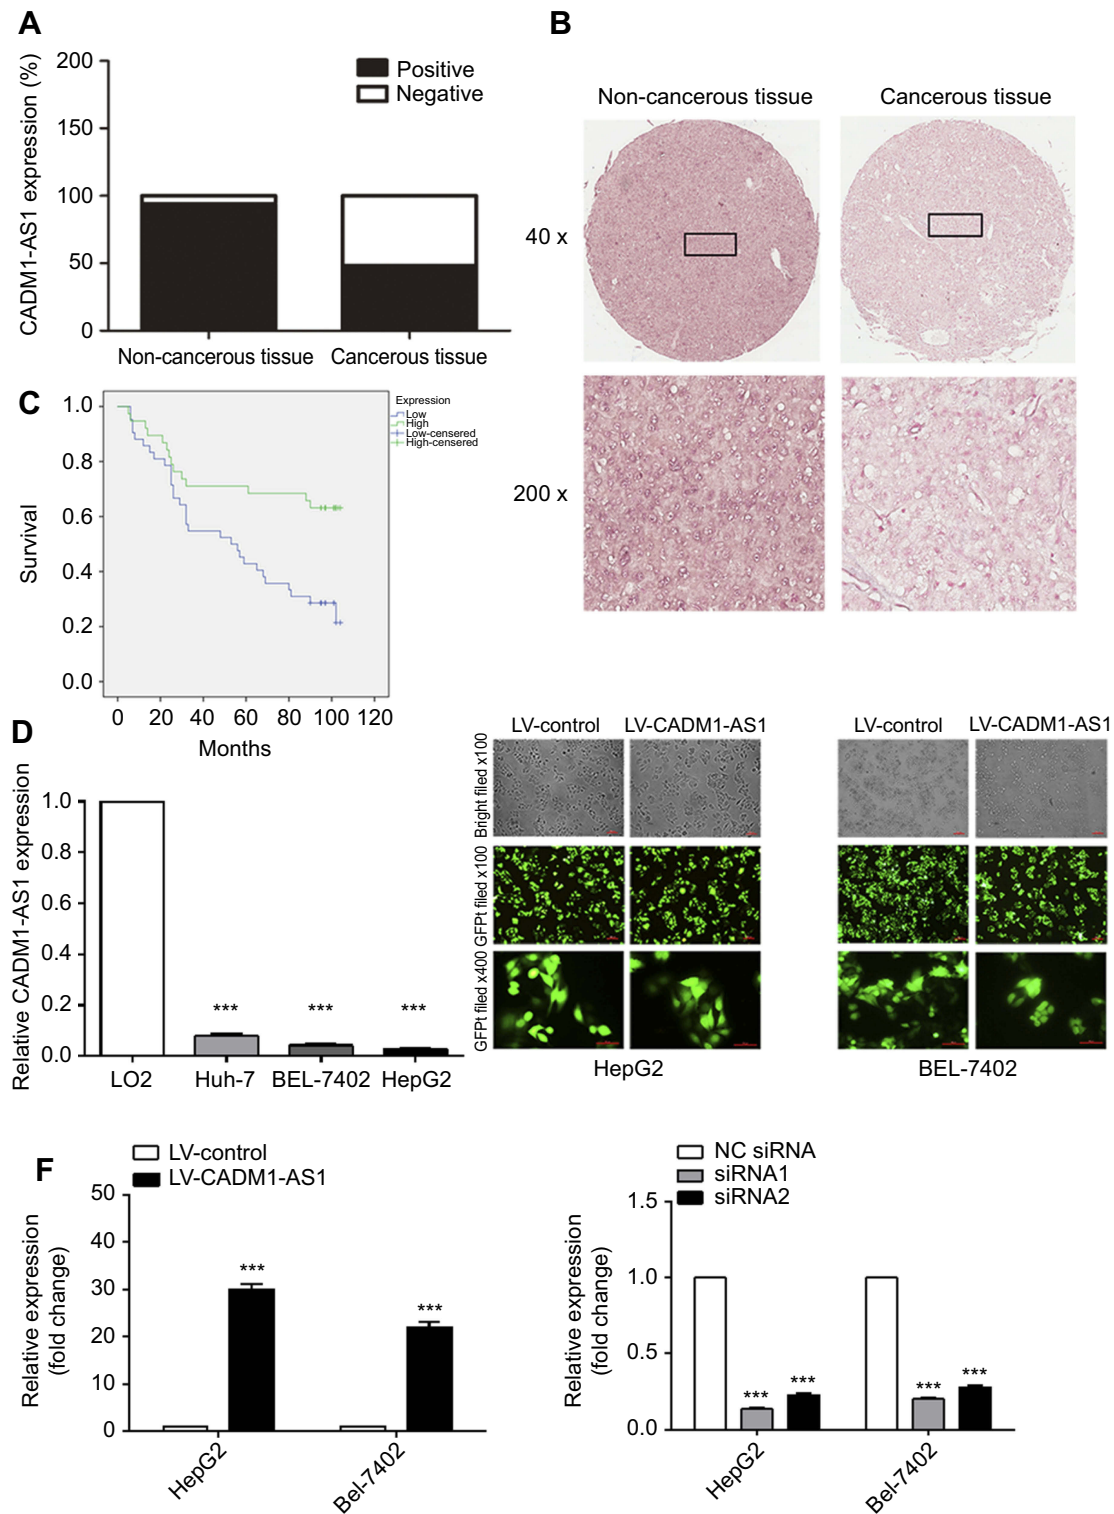 A
CADM1-AS1 expression (%)
200
150
100
50
0
Positive
Negative
Non-cancerous tissue
Cancerous tissue
B
Non-cancerous tissue
Cancerous tissue
40 x
200 x
C
Survival
1.0
0.8
0.6
0.4
0.2
0.0
0 20 40 60 80 100 120
Months
Expression
Low
High
Low-censered
High-censered
D
Relative CADM1-AS1 expression
1.0
0.8
0.6
0.4
0.2
0.0
***
***
***
LO2
Huh-7
BEL-7402
HepG2
LV-control
LV-CADM1-AS1
LV-control
LV-CADM1-AS1
Bright filed x100
GFPt filed x100
GFPt filed x400
HepG2
BEL-7402
F
LV-control
LV-CADM1-AS1
Relative expression
(fold change)
50
40
30
20
10
0
***
***
HepG2
Bel-7402
NC siRNA
siRNA1
siRNA2
Relative expression
(fold change)
1.5
1.0
0.5
0.0
***
***
***
***
HepG2
Bel-7402